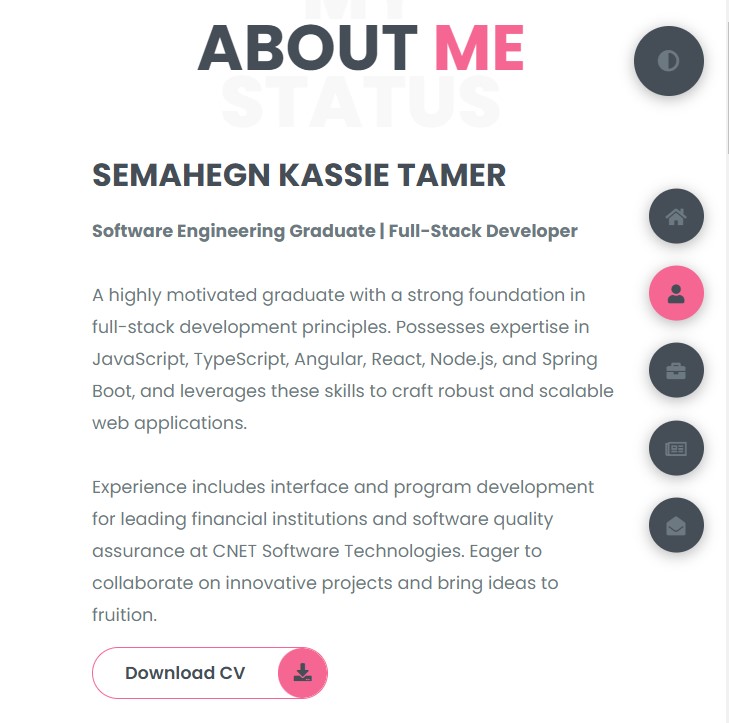 MY
ABOUT ME
STATUS
SEMAHEGN KASSIE TAMER
Software Engineering Graduate | Full-Stack Developer
A highly motivated graduate with a strong foundation in
full-stack development principles. Possesses expertise in
JavaScript, TypeScript, Angular, React, Node.js, and Spring
Boot, and leverages these skills to craft robust and scalable
web applications.
Experience includes interface and program development
for leading financial institutions and software quality
assurance at CNET Software Technologies. Eager to
collaborate on innovative projects and bring ideas to
fruition.
Download CV